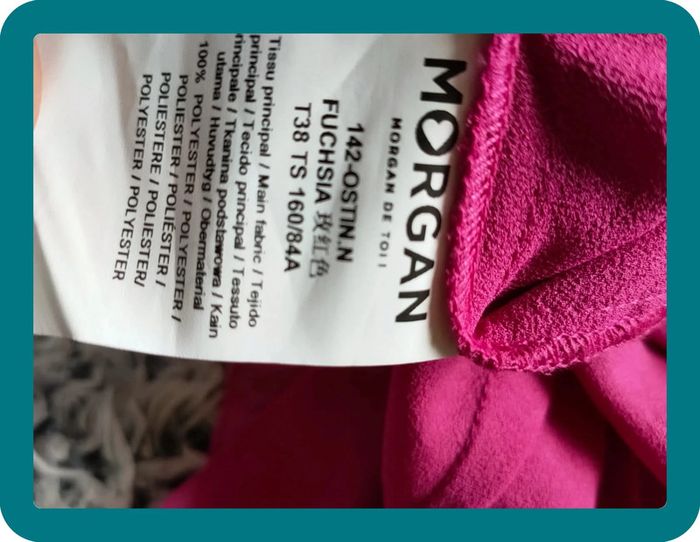 MORGAN
MORGAN DE TOI !
142-OSTIN.N
FUCHSIA 玫红色
T38 TS 160/84A
Tissu principal / Main fabric / Tejido
principal / Tecido principal / Tessuto
rincipale / Tkanina podstawowa / Kain
utama / Huvudtyg / Obermaterial
100% POLYESTER / POLYESTER /
POLIESTER / POLIÉSTER /
POLIESTERE / POLIESTER /
POLYESTER / POLIESTER/
POLYESTER / POLYESTER